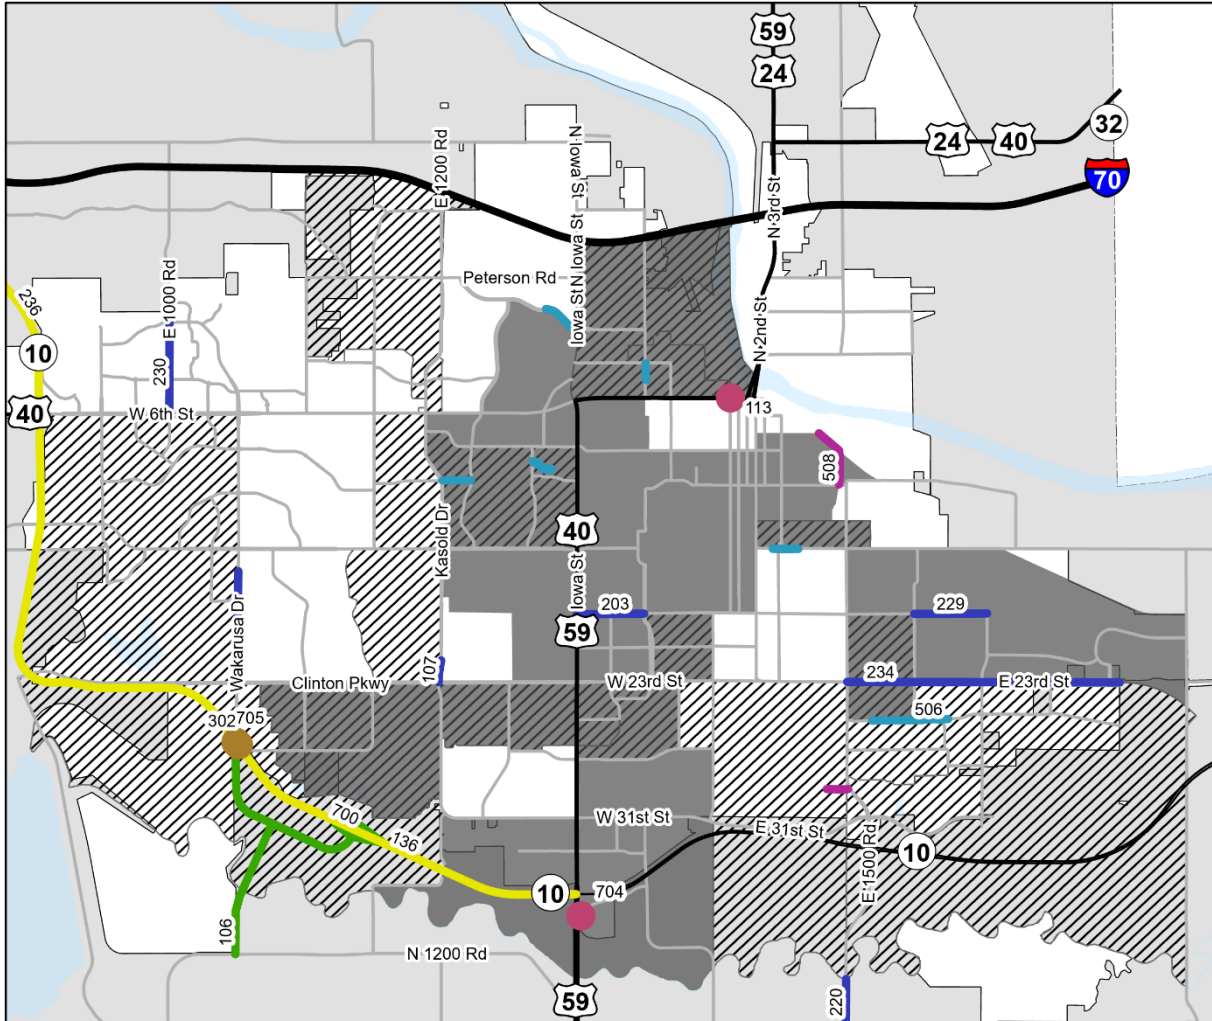 59
24
24
40
32
70
N Iowa St
E 1200 Rd
N 3rd St
N Iowa St
Peterson Rd
E 1000 Rd
236
Iowa St
N 2nd St
10
230
40
W 6th St
113
508
Kasold Dr
40
Iowa St
203
229
59
Wakarusa Dr
107
Clinton Pkwy
W 23rd St
234
E 23rd St
302
705
506
700
136
W 31st St
E 31st St
E 1500 Rd
10
10
704
106
N 1200 Rd
59
220